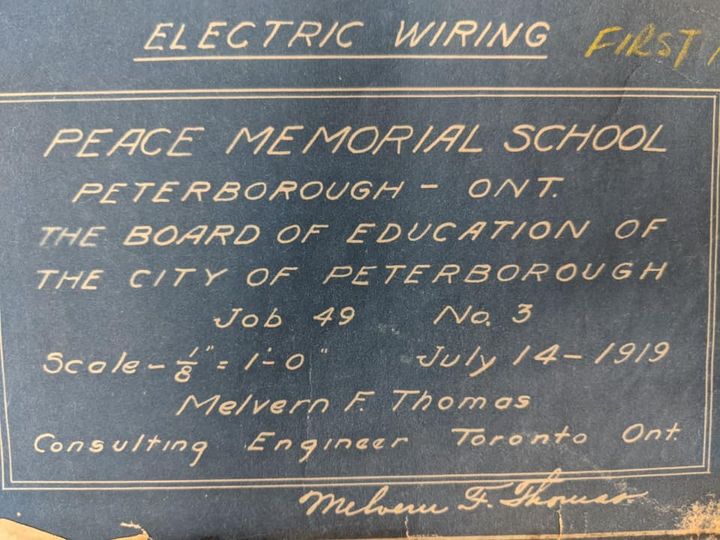 ELECTRIC WIRING FIRST
PEACE MEMORIAL SCHOOL
PETERBOROUGH - ONT.
THE BOARD OF EDUCATION OF
THE CITY OF PETERBOROUGH
Job 49 No. 3
Scale - 1/8" = 1'-0" July 14 - 1919
Melvern F. Thomas
Consulting Engineer Toronto Ont.
Melvern F. Thomas